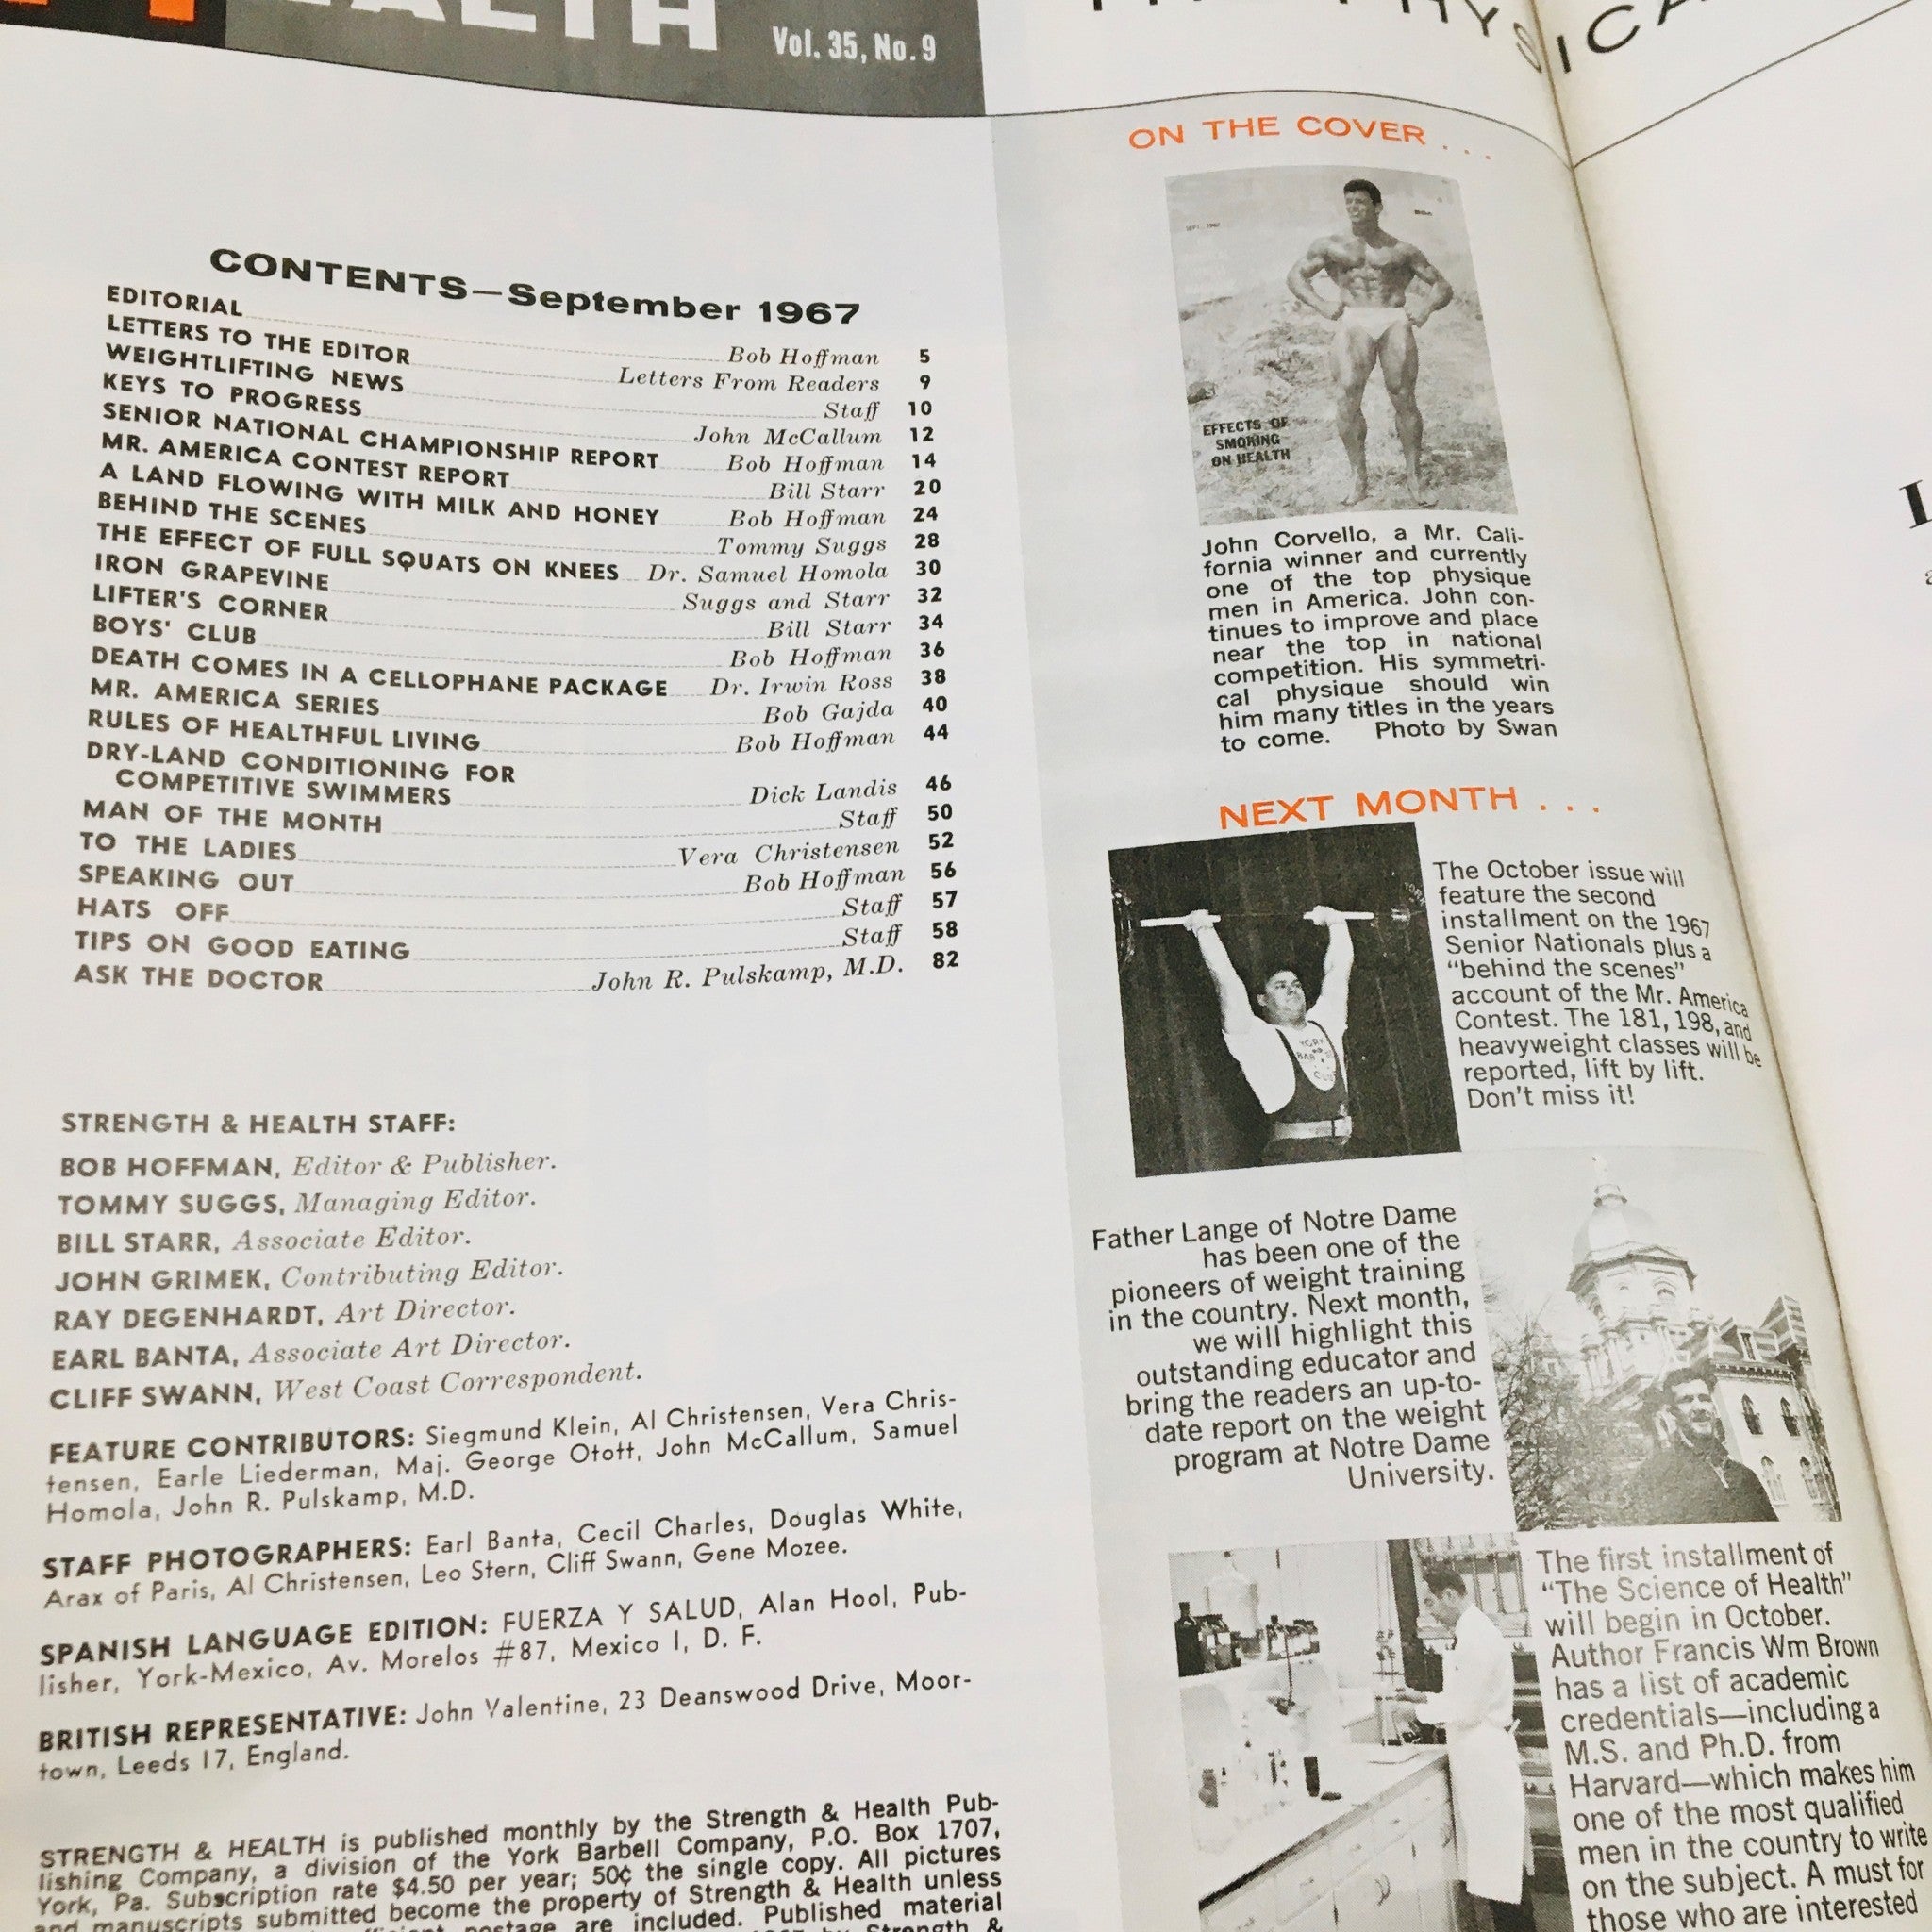 EALTH Vol. 35, No. 9
CONTENTS—September 1967
EDITORIAL Bob Hoffman 5
LETTERS TO THE EDITOR Letters From Readers 9
WEIGHTLIFTING NEWS Staff 10
KEYS TO PROGRESS John McCallum 12
SENIOR NATIONAL CHAMPIONSHIP REPORT Bob Hoffman 14
MR. AMERICA CONTEST REPORT Bill Starr 20
A LAND FLOWING WITH MILK AND HONEY Bob Hoffman 24
BEHIND THE SCENES Tommy Suggs 28
THE EFFECT OF FULL SQUATS ON KNEES Dr. Samuel Homola 30
IRON GRAPEVINE Suggs and Starr 32
LIFTER'S CORNER Bill Starr 34
BOYS' CLUB Bob Hoffman 36
DEATH COMES IN A CELLOPHANE PACKAGE Dr. Irwin Ross 38
MR. AMERICA SERIES Bob Gajda 40
RULES OF HEALTHFUL LIVING Bob Hoffman 44
DRY-LAND CONDITIONING FOR
COMPETITIVE SWIMMERS Dick Landis 46
MAN OF THE MONTH Staff 50
TO THE LADIES Vera Christensen 52
SPEAKING OUT Bob Hoffman 56
HATS OFF Staff 57
TIPS ON GOOD EATING Staff 58
ASK THE DOCTOR John R. Pulskamp, M.D. 82
STRENGTH & HEALTH STAFF:
BOB HOFFMAN, Editor & Publisher.
TOMMY SUGGS, Managing Editor.
BILL STARR, Associate Editor.
JOHN GRIMEK, Contributing Editor.
RAY DEGENHARDT, Art Director.
EARL BANTA, Associate Art Director.
CLIFF SWANN, West Coast Correspondent.
FEATURE CONTRIBUTORS: Siegmund Klein, Al Christensen, Vera Chris-
tensen, Earle Liederman, Maj. George Otott, John McCallum, Samuel
Homola, John R. Pulskamp, M.D.
STAFF PHOTOGRAPHERS: Earl Banta, Cecil Charles, Douglas White,
Arax of Paris, Al Christensen, Leo Stern, Cliff Swann, Gene Mozee.
SPANISH LANGUAGE EDITION: FUERZA Y SALUD, Alan Hool, Pub-
lisher, York-Mexico, Av. Morelos #87, Mexico I, D. F.
BRITISH REPRESENTATIVE: John Valentine, 23 Deanswood Drive, Moor-
town, Leeds 17, England.
STRENGTH & HEALTH is published monthly by the Strength & Health Pub-
lishing Company, a division of the York Barbell Company, P.O. Box 1707,
York, Pa. Subscription rate $4.50 per year; 50¢ the single copy. All pictures
and manuscripts submitted become the property of Strength & Health unless
postage are included. Published material
Strength &
ON THE COVER . . .
EFFECTS OF
SMOKING
ON HEALTH
John Corvello, a Mr. Cali-
fornia winner and currently
one of the top physique
men in America. John con-
tinues to improve and place
near the top in national
competition. His symmetri-
cal physique should win
him many titles in the years
to come. Photo by Swan
NEXT MONTH . . .
The October issue will
feature the second
installment on the 1967
Senior Nationals plus a
"behind the scenes"
account of the Mr. America
Contest. The 181, 198, and
heavyweight classes will be
reported, lift by lift.
Don't miss it!
Father Lange of Notre Dame
has been one of the
pioneers of weight training
in the country. Next month,
we will highlight this
outstanding educator and
bring the readers an up-to-
date report on the weight
program at Notre Dame
University.
The first installment of
"The Science of Health"
will begin in October.
Author Francis Wm Brown
has a list of academic
credentials—including a
M.S. and Ph.D. from
Harvard—which makes him
one of the most qualified
men in the country to write
on the subject. A must for
those who are interested